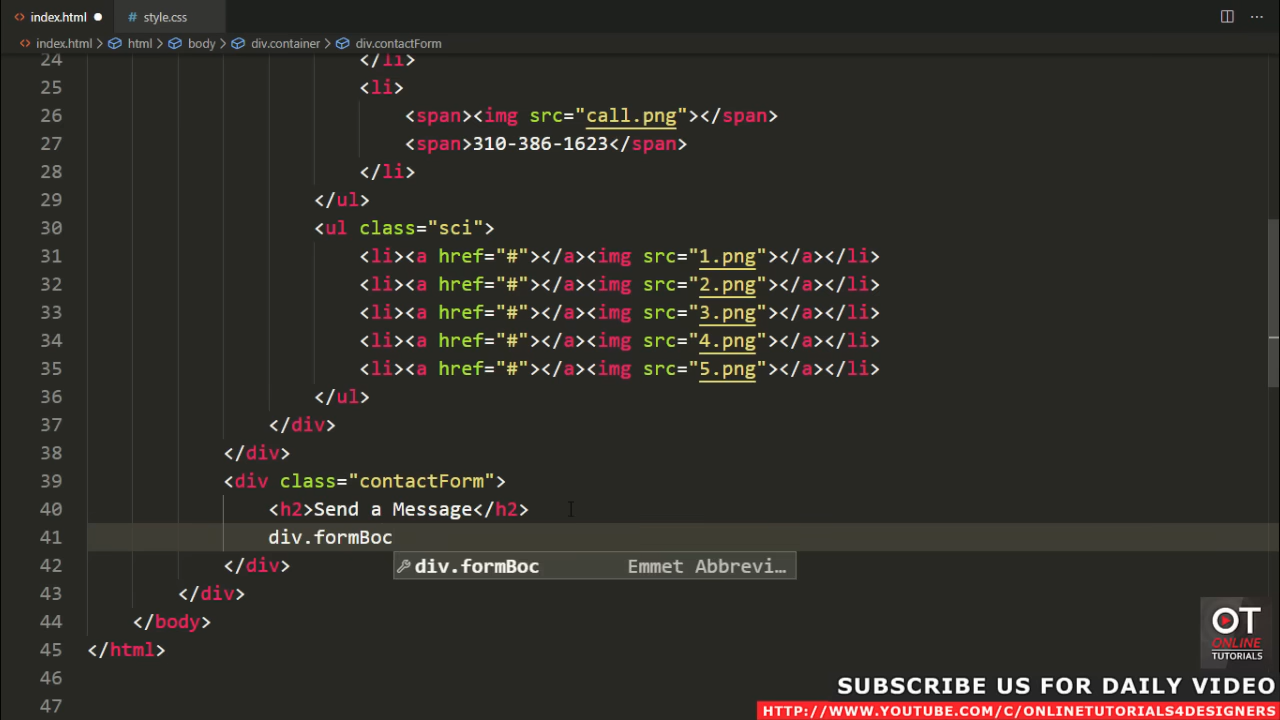 index.html
style.css
index.html > html > body > div.container > div.contactForm
24 </li>
25 <li>
26 <span><img src="call.png"></span>
27 <span>310-386-1623</span>
28 </li>
29 </ul>
30 <ul class="sci">
31 <li><a href="#"></a><img src="1.png"></a></li>
32 <li><a href="#"></a><img src="2.png"></a></li>
33 <li><a href="#"></a><img src="3.png"></a></li>
34 <li><a href="#"></a><img src="4.png"></a></li>
35 <li><a href="#"></a><img src="5.png"></a></li>
36 </ul>
37 </div>
38 </div>
39 <div class="contactForm">
40 <h2>Send a Message</h2>
41 div.formBoc
div.formBoc Emmet Abbrevi…
42 </div>
43 </div>
44 </body>
45 </html>
46
47
OT
ONLINE
TUTORIALS
SUBSCRIBE US FOR DAILY VIDEO
HTTP://WWW.YOUTUBE.COM/C/ONLINETUTORIALS4DESIGNERS